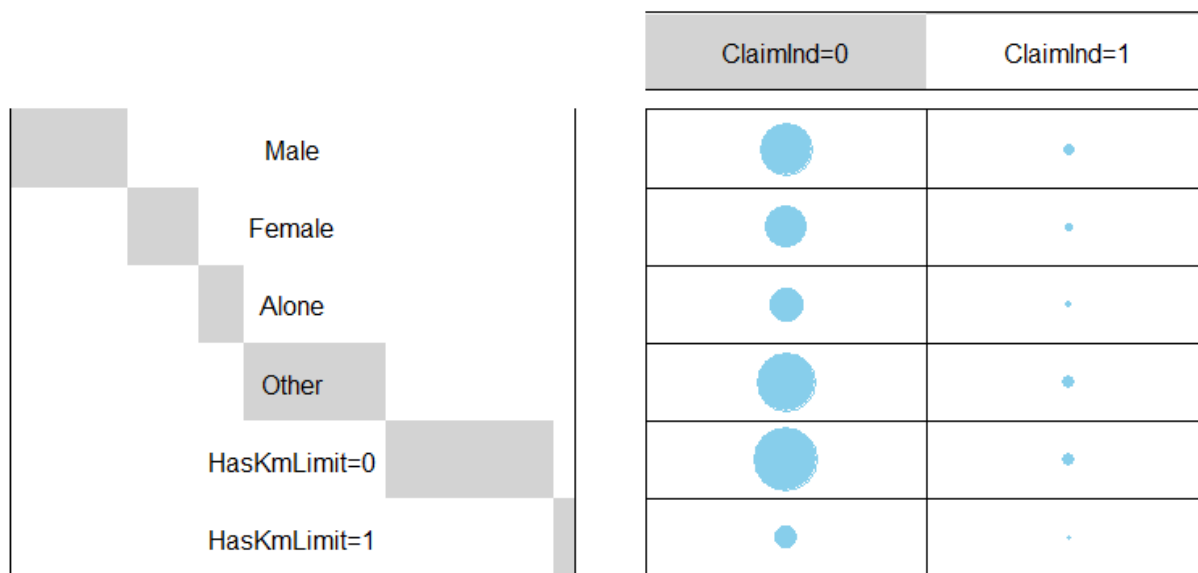 ClaimInd=0 ClaimInd=1
Male
Female
Alone
Other
HasKmLimit=0
HasKmLimit=1